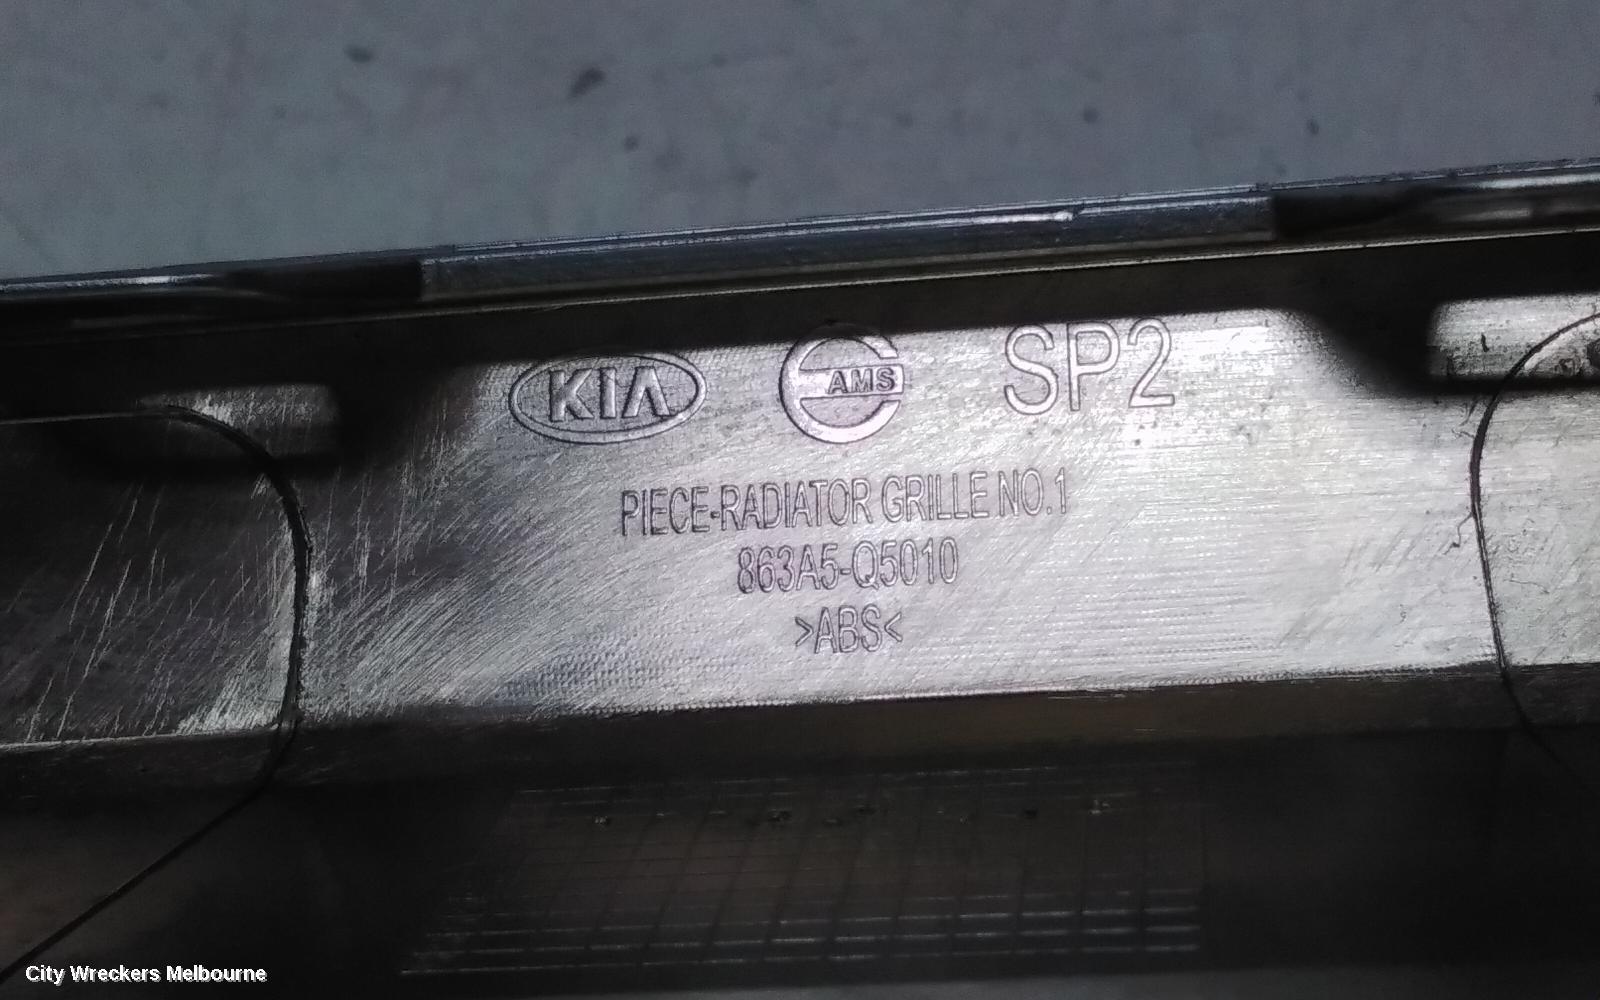 KIA AMS SP2
PIECE-RADIATOR GRILLE NO.1
863A5-Q5010
>ABS<
City Wreckers Melbourne